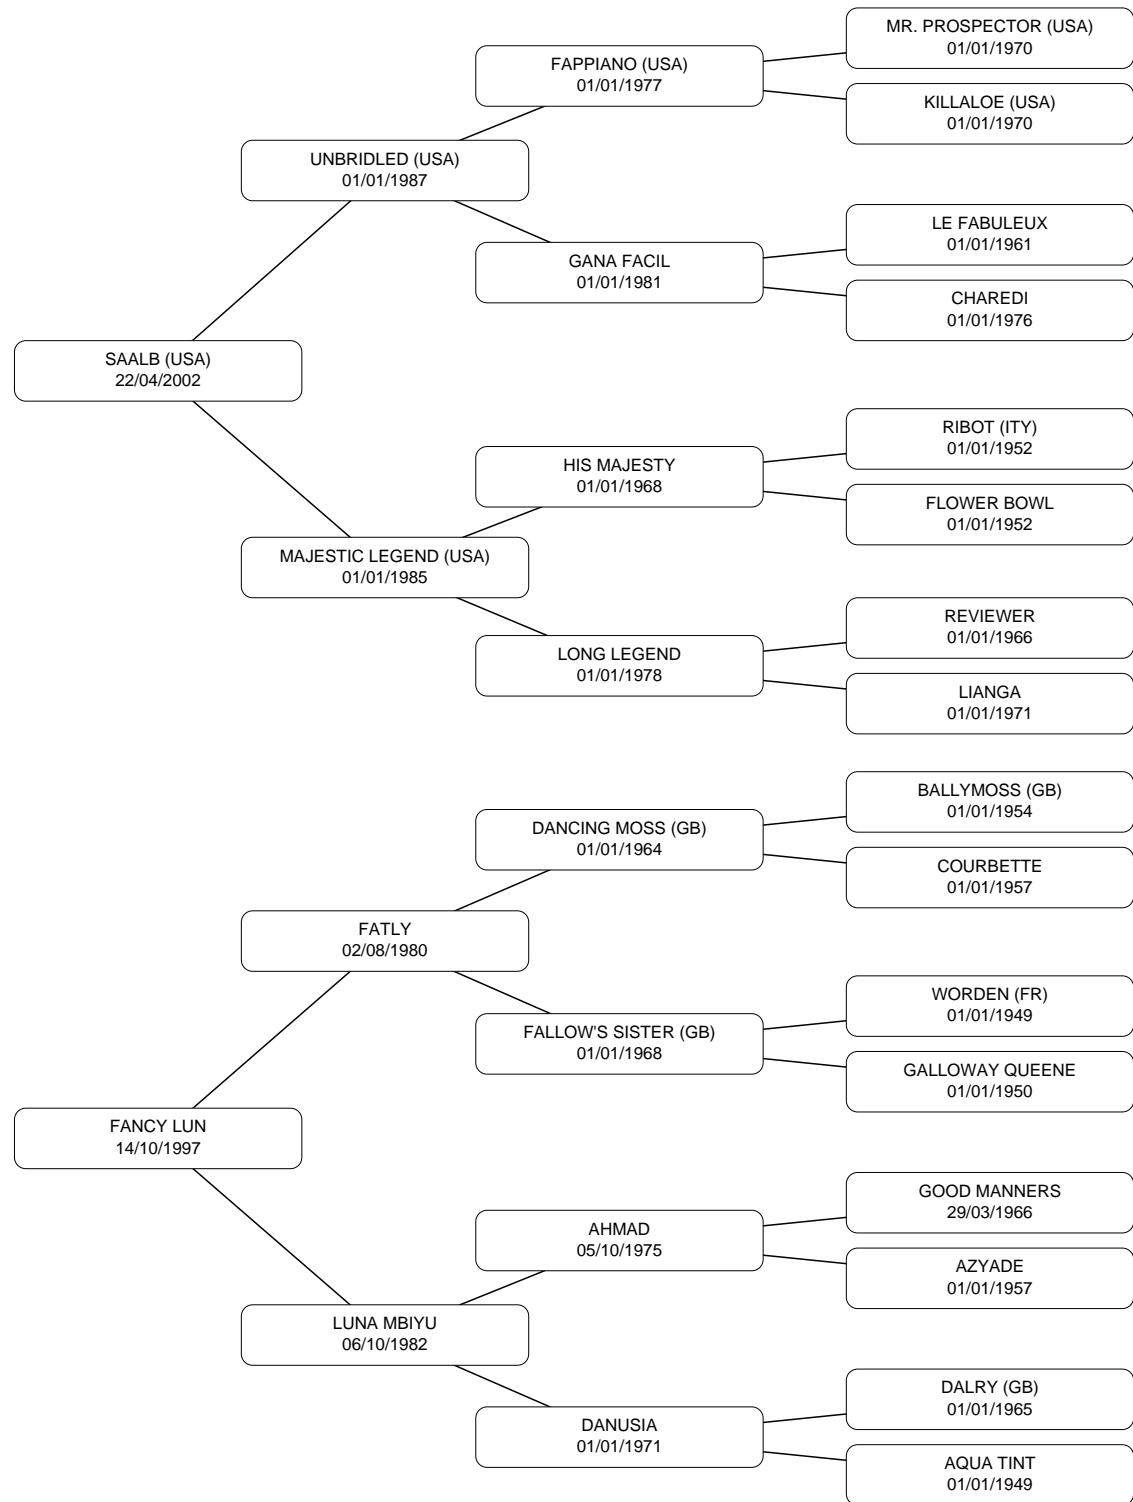 MR. PROSPECTOR (USA)
01/01/1970
FAPPIANO (USA)
01/01/1977
KILLALOE (USA)
01/01/1970
UNBRIDLED (USA)
01/01/1987
LE FABULEUX
01/01/1961
GANA FACIL
01/01/1981
CHAREDI
01/01/1976
SAALB (USA)
22/04/2002
RIBOT (ITY)
01/01/1952
HIS MAJESTY
01/01/1968
FLOWER BOWL
01/01/1952
MAJESTIC LEGEND (USA)
01/01/1985
REVIEWER
01/01/1966
LONG LEGEND
01/01/1978
LIANGA
01/01/1971
BALLYMOSS (GB)
01/01/1954
DANCING MOSS (GB)
01/01/1964
COURBETTE
01/01/1957
FATLY
02/08/1980
WORDEN (FR)
01/01/1949
FALLOW'S SISTER (GB)
01/01/1968
GALLOWAY QUEENE
01/01/1950
FANCY LUN
14/10/1997
GOOD MANNERS
29/03/1966
AHMAD
05/10/1975
AZYADE
01/01/1957
LUNA MBIYU
06/10/1982
DALRY (GB)
01/01/1965
DANUSIA
01/01/1971
AQUA TINT
01/01/1949